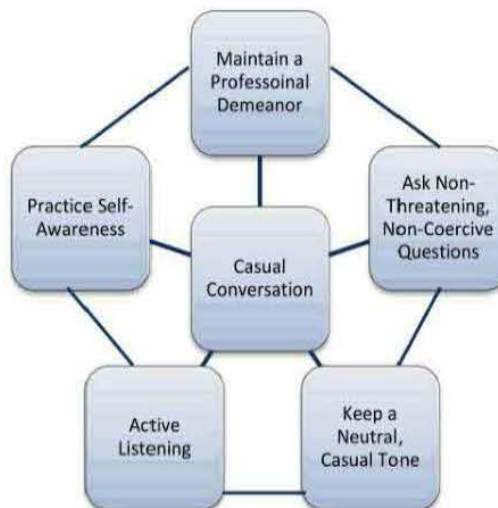 Maintain a
Professoinal
Demeanor
Practice Self-
Awareness
Ask Non-
Threatening,
Non-Coercive
Questions
Casual
Conversation
Active
Listening
Keep a
Neutral,
Casual Tone